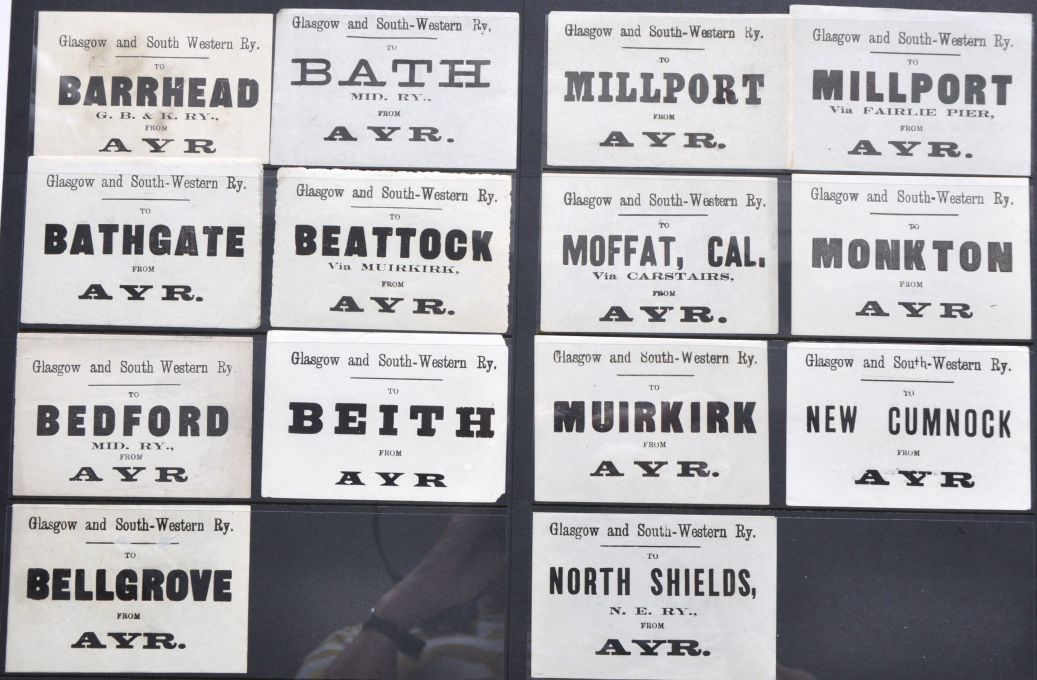 Glasgow and South Western Ry.
TO
BARRHEAD
G. B. & K. RY.,
FROM
AYR
Glasgow and South-Western Ry.
TO
BATH
MID. RY.,
FROM
AYR.
Glasgow and South-Western Ry.
TO
BATHGATE
FROM
AYR.
Glasgow and South-Western Ry.
TO
BEATTOCK
Via MUIRKIRK,
FROM
AYR.
Glasgow and South Western Ry.
TO
BEDFORD
MID. RY.,
FROM
AYR
Glasgow and South-Western Ry.
TO
BEITH
FROM
AYR
Glasgow and South-Western Ry.
TO
BELLGROVE
FROM
AYR.
Glasgow and South-Western Ry.
TO
MILLPORT
FROM
AYR.
Glasgow and South-Western Ry.
TO
MILLPORT
Via FAIRLIE PIER,
FROM
AYR.
Glasgow and South-Western Ry.
TO
MOFFAT, CAL.
Via CARSTAIRS,
FROM
AYR.
Glasgow and South-Western Ry.
TO
MONKTON
FROM
AYR
Glasgow and South-Western Ry.
TO
MUIRKIRK
FROM
AYR.
Glasgow and South-Western Ry.
TO
NEW CUMNOCK
FROM
AYR
Glasgow and South-Western Ry.
TO
NORTH SHIELDS,
N. E. RY.,
FROM
AYR.